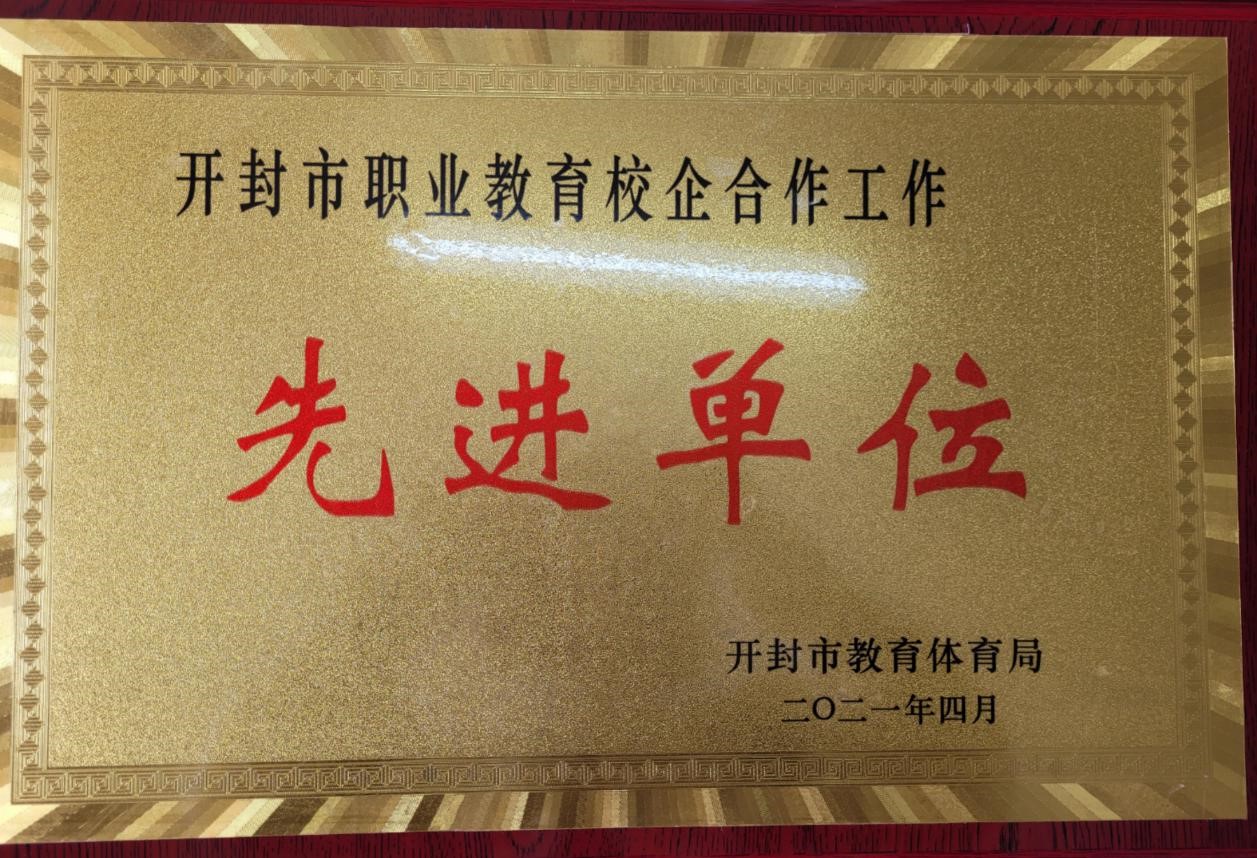 开封市职业教育校企合作工作
先进单位
开封市教育体育局
二〇二一年四月